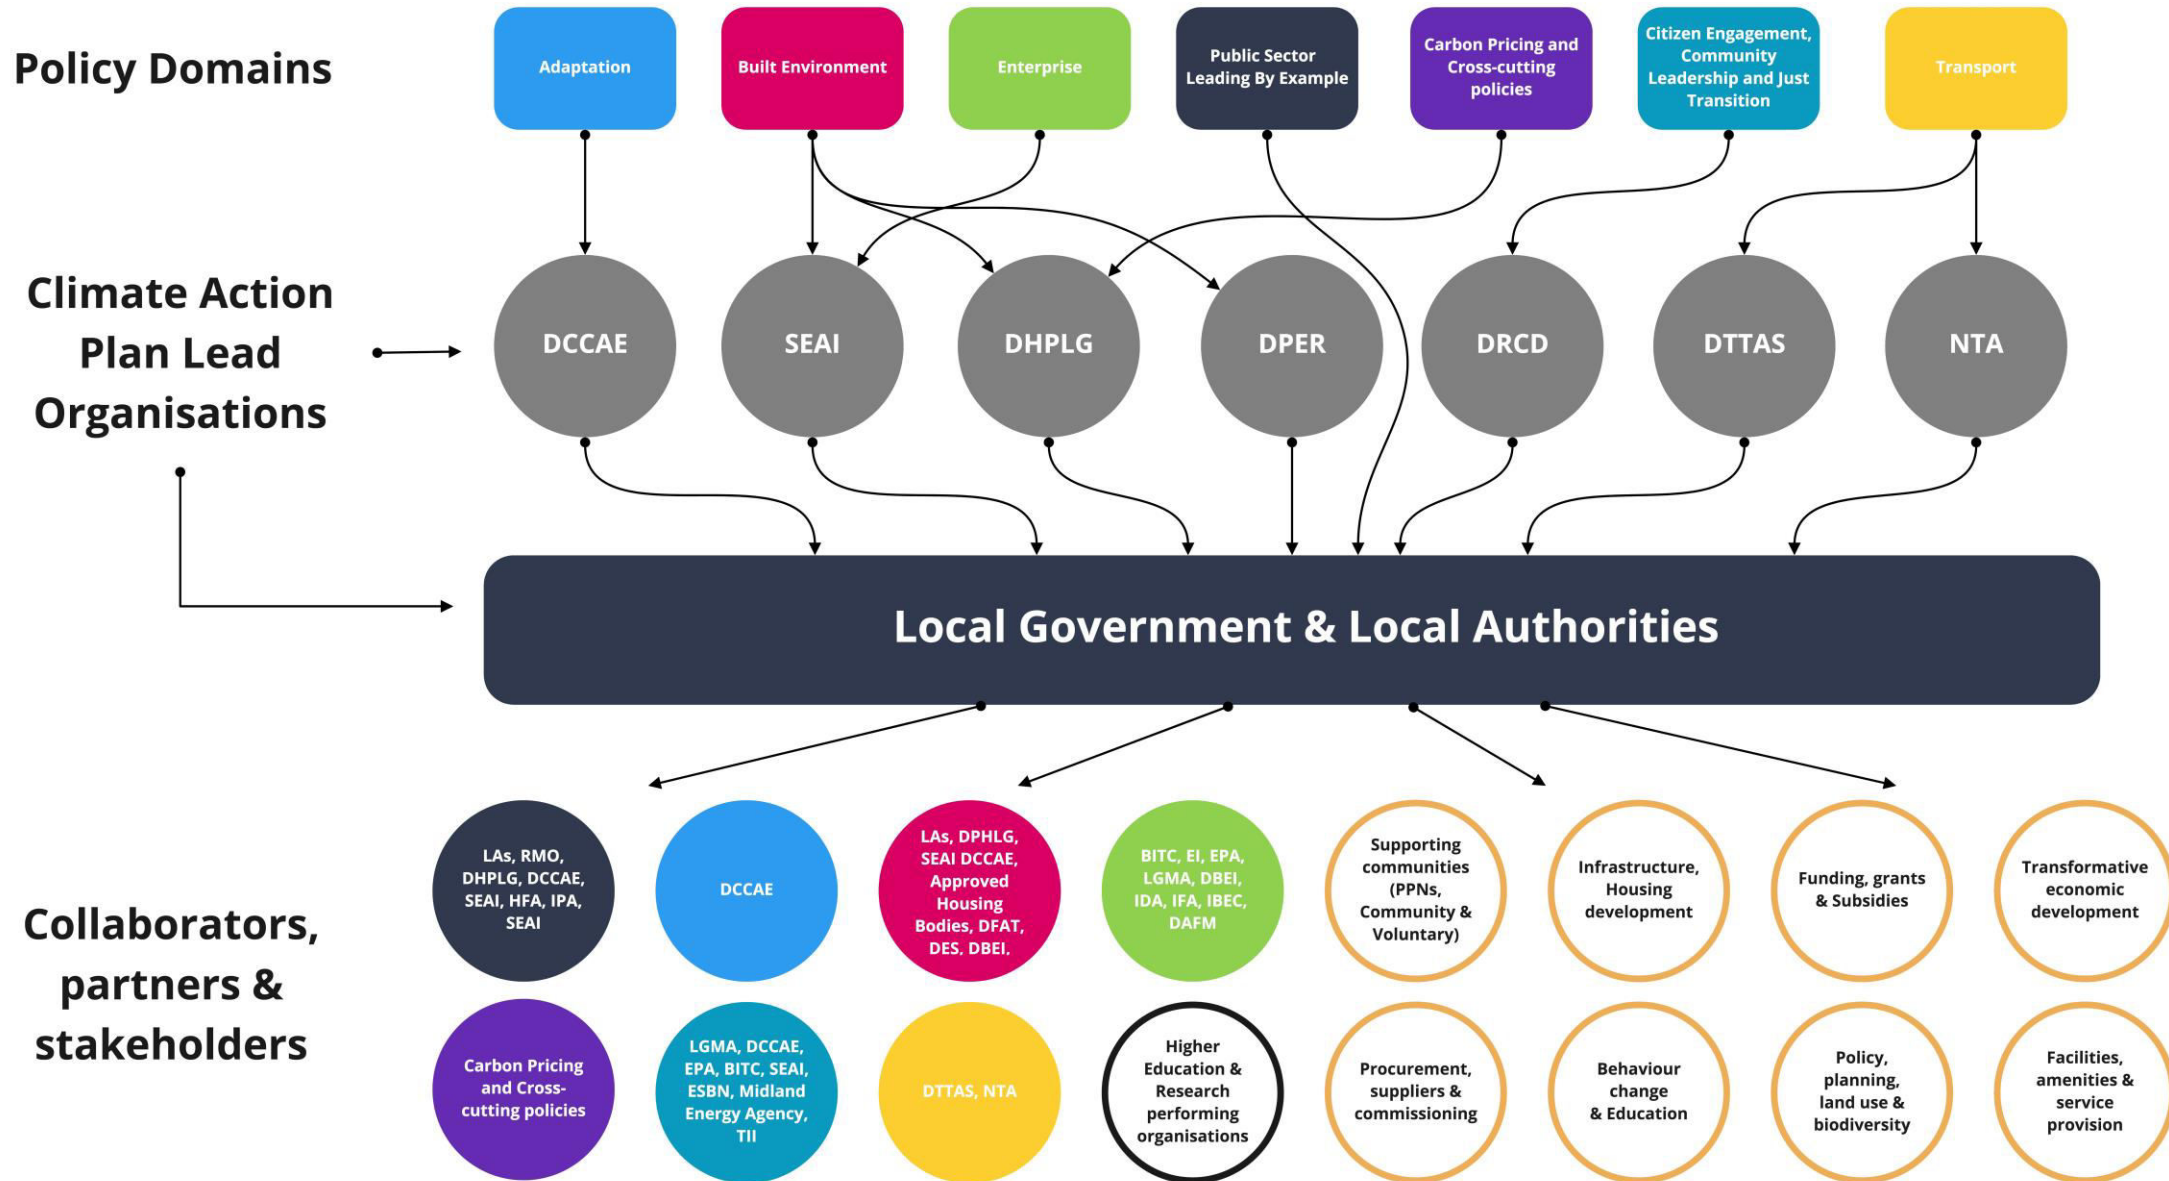 Policy Domains
Adaptation
Built Environment
Enterprise
Public Sector
Leading By Example
Carbon Pricing and
Cross-cutting
policies
Citizen Engagement,
Community
Leadership and Just
Transition
Transport
Climate Action
Plan Lead
Organisations
DCCAE
SEAI
DHPLG
DPER
DRCD
DTTAS
NTA
Local Government & Local Authorities
Collaborators,
partners &
stakeholders
LAs, RMO,
DHPLG, DCCAE,
SEAI, HFA, IPA,
SEAI
DCCAE
LAs, DPHLG,
SEAI DCCAE,
Approved
Housing
Bodies, DFAT,
DES, DBEI,
BITC, EI, EPA,
LGMA, DBEI,
IDA, IFA, IBEC,
DAFM
Supporting
communities
(PPNs,
Community &
Voluntary)
Infrastructure,
Housing
development
Funding, grants
& Subsidies
Transformative
economic
development
Carbon Pricing
and Cross-
cutting policies
LGMA, DCCAE,
EPA, BITC, SEAI,
ESBN, Midland
Energy Agency,
TII
DTTAS, NTA
Higher
Education &
Research
performing
organisations
Procurement,
suppliers &
commissioning
Behaviour
change
& Education
Policy,
planning,
land use &
biodiversity
Facilities,
amenities &
service
provision